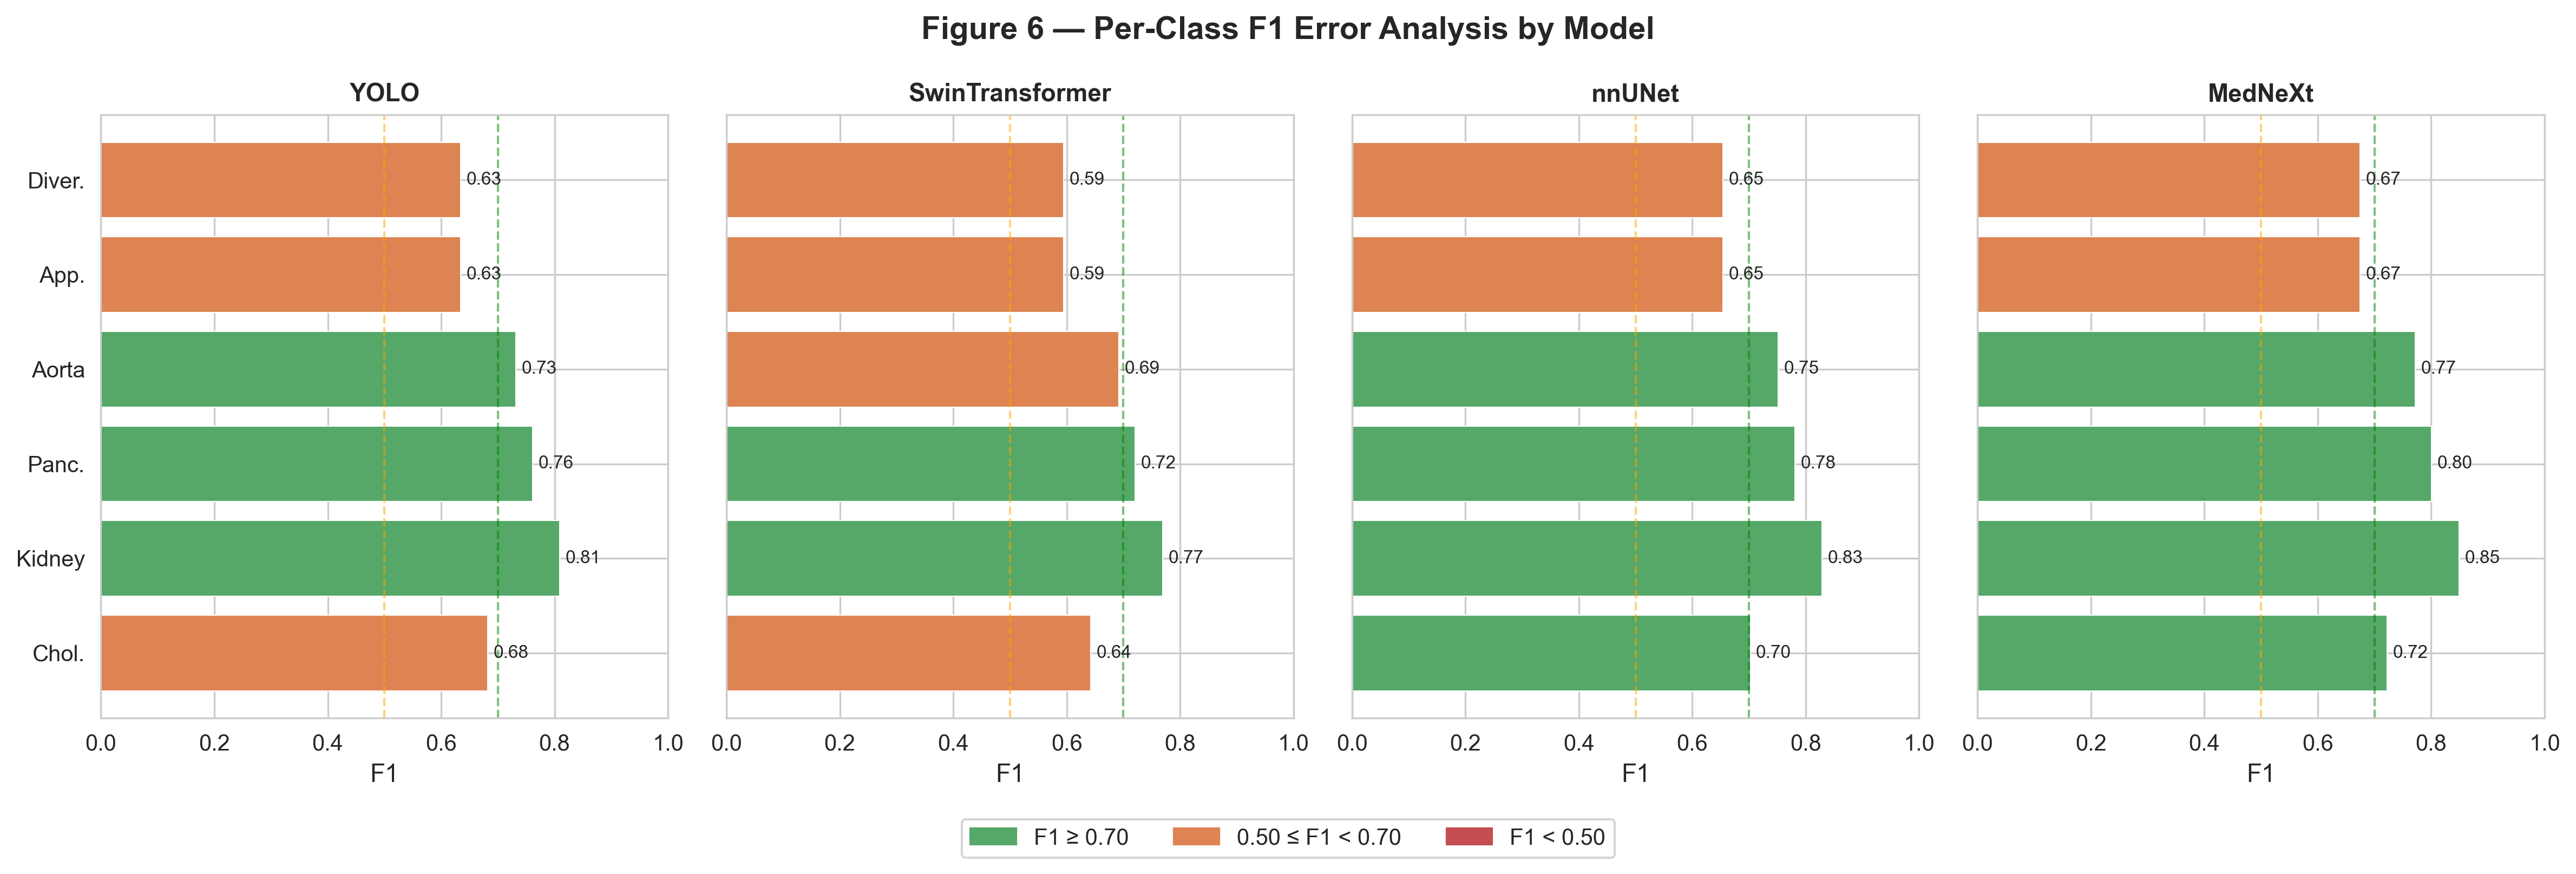 Figure 6 — Per-Class F1 Error Analysis by Model
YOLO
Diver.
0.63
App.
0.63
Aorta
0.73
Panc.
0.76
Kidney
0.81
Chol.
0.68
0.0 0.2 0.4 0.6 0.8 1.0
F1
SwinTransformer
0.59
0.59
0.69
0.72
0.77
0.64
0.0 0.2 0.4 0.6 0.8 1.0
F1
nnUNet
0.65
0.65
0.75
0.78
0.83
0.70
0.0 0.2 0.4 0.6 0.8 1.0
F1
MedNeXt
0.67
0.67
0.77
0.80
0.85
0.72
0.0 0.2 0.4 0.6 0.8 1.0
F1
F1 ≥ 0.70 0.50 ≤ F1 < 0.70 F1 < 0.50